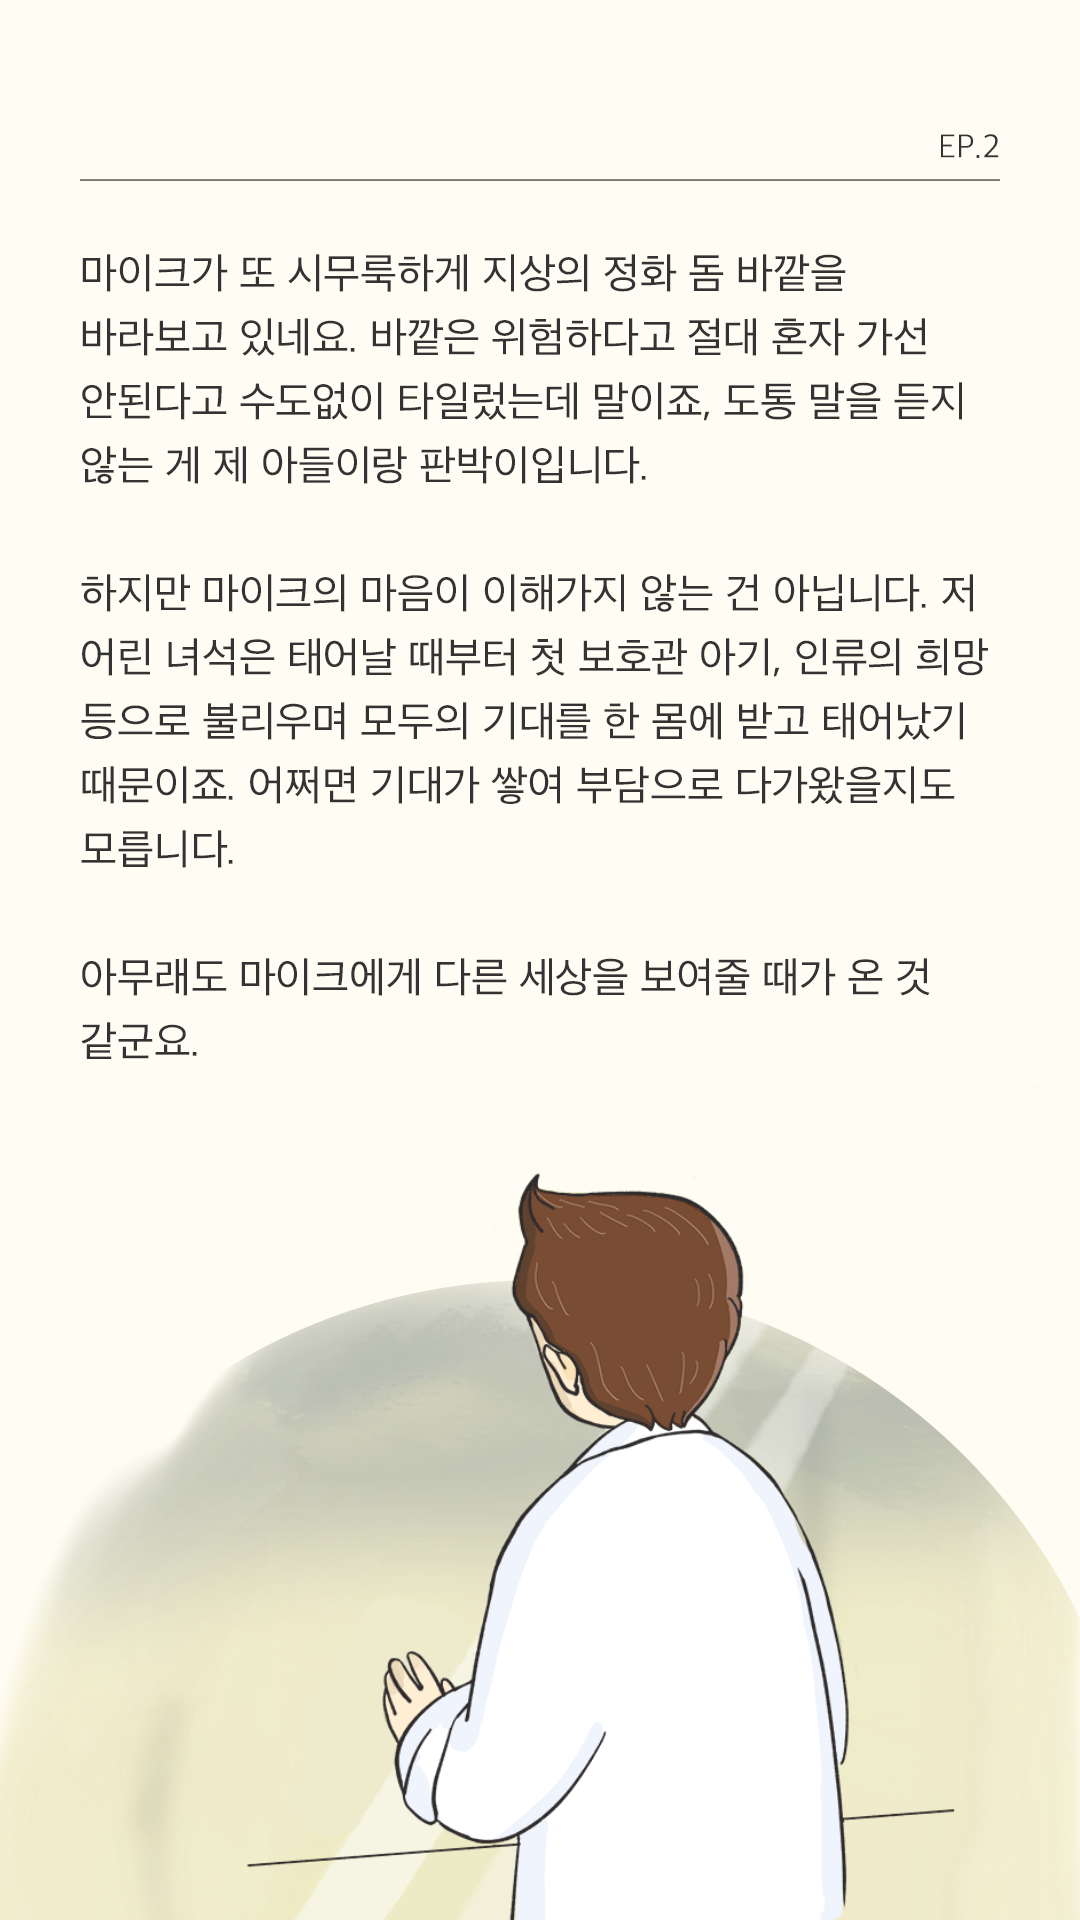 EP.2
마이크가 또 시무룩하게 지상의 정화 돔 바깥을
바라보고 있네요. 바깥은 위험하다고 절대 혼자 가선
안된다고 수도없이 타일렀는데 말이죠, 도통 말을 듣지
않는 게 제 아들이랑 판박이입니다.
하지만 마이크의 마음이 이해가지 않는 건 아닙니다. 저
어린 녀석은 태어날 때부터 첫 보호관 아기, 인류의 희망
등으로 불리우며 모두의 기대를 한 몸에 받고 태어났기
때문이죠. 어쩌면 기대가 쌓여 부담으로 다가왔을지도
모릅니다.
아무래도 마이크에게 다른 세상을 보여줄 때가 온 것
같군요.